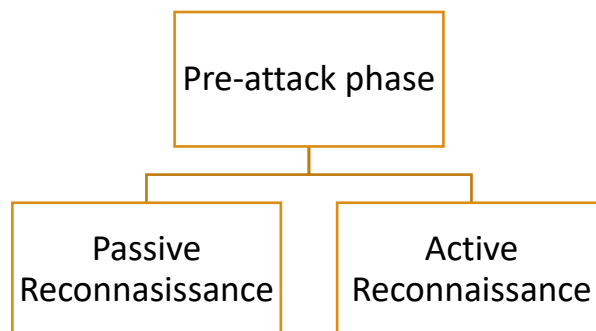 Pre-attack phase
Passive
Reconnasissance
Active
Reconnaissance